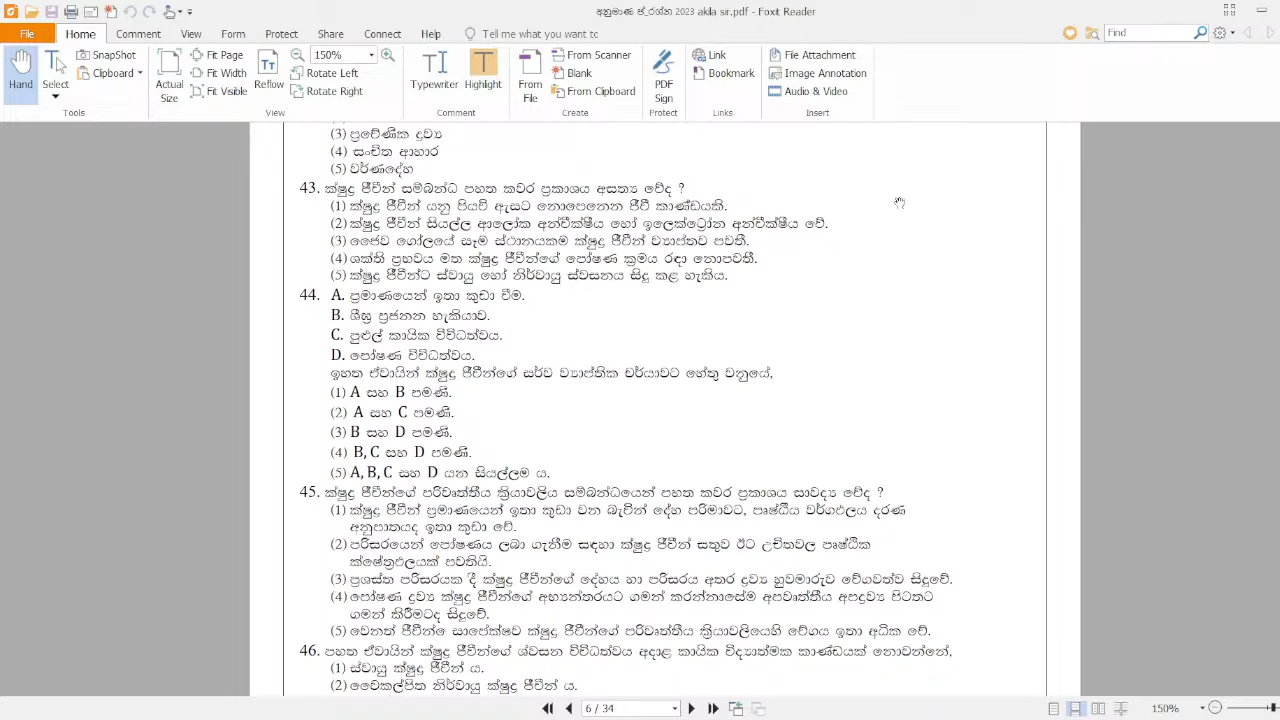 අනුමාණ ප්‍රශ්න 2023 akila sir.pdf - Foxit Reader
File Home Comment View Form Protect Share Connect Help Tell me what you want tc Find
Hand
Select
SnapShot
Clipboard
Tools
Actual Size
Fit Page
Fit Width
Fit Visible
Reflow
150%
Rotate Left
Rotate Right
View
Typewriter
Highlight
Comment
From File
From Scanner
Blank
From Clipboard
Create
PDF Sign
Protect
Link
Bookmark
Links
File Attachment
Image Annotation
Audio & Video
Insert
(3) ප්‍රවේණික ද්‍රව්‍ය
(4) සංචිත ආහාර
(5) වර්ණදේහ
43. ක්ෂුද්‍ර ජීවීන් සම්බන්ධ පහත කවර ප්‍රකාශය අසත්‍ය වේද ?
(1) ක්ෂුද්‍ර ජීවීන් යනු පියවි ඇසට නොපෙනෙන ජීවී කාණ්ඩයකි.
(2) ක්ෂුද්‍ර ජීවීන් සියල්ල ආලෝක අන්වීක්ෂීය හෝ ඉලෙක්ට්‍රෝන අන්වීක්ෂීය වේ.
(3) ජෛව ගෝලයේ සෑම ස්ථානයකම ක්ෂුද්‍ර ජීවීන් ව්‍යාප්තව පවතී.
(4) ශක්ති ප්‍රභවය මත ක්ෂුද්‍ර ජීවීන්ගේ පෝෂණ ක්‍රමය රඳා නොපවතී.
(5) ක්ෂුද්‍ර ජීවීන්ට ස්වායු හෝ නිර්වායු ස්වසනය සිදු කළ හැකිය.
44. A. ප්‍රමාණයෙන් ඉතා කුඩා වීම.
B. ශීඝ්‍ර ප්‍රජනන හැකියාව.
C. පුළුල් කායික විවිධත්වය.
D. පෝෂණ විවිධත්වය.
ඉහත ඒවායින් ක්ෂුද්‍ර ජීවීන්ගේ සර්ව ව්‍යාප්තික චර්යාවට හේතු වනුයේ,
(1) A සහ B පමණි.
(2) A සහ C පමණි.
(3) B සහ D පමණි.
(4) B, C සහ D පමණි.
(5) A, B, C සහ D යන සියල්ලම ය.
45. ක්ෂුද්‍ර ජීවීන්ගේ පරිවෘත්තීය ක්‍රියාවලිය සම්බන්ධයෙන් පහත කවර ප්‍රකාශය සාවද්‍ය වේද ?
(1) ක්ෂුද්‍ර ජීවීන් ප්‍රමාණයෙන් ඉතා කුඩා වන බැවින් දේහ පරිමාවට, පෘෂ්ඨීය වර්ගඵලය දරණ
අනුපාතයද ඉතා කුඩා වේ.
(2) පරිසරයෙන් පෝෂණය ලබා ගැනීම සඳහා ක්ෂුද්‍ර ජීවීන් සතුව ඊට උචිතවල පෘෂ්ඨික
ක්ෂේත්‍රඵලයක් පවතියි.
(3) ප්‍රශස්ත පරිසරයක දී ක්ෂුද්‍ර ජීවීන්ගේ දේහය හා පරිසරය අතර ද්‍රව්‍ය හුවමාරුව වේගවත්ව සිදුවේ.
(4) පෝෂණ ද්‍රව්‍ය ක්ෂුද්‍ර ජීවීන්ගේ අභ්‍යන්තරයට ගමන් කරන්නාසේම අපවෘත්තීය අපද්‍රව්‍ය පිටතට
ගමන් කිරීමටද සිදුවේ.
(5) වෙනත් ජීවීන්ට සාපේක්ෂව ක්ෂුද්‍ර ජීවීන්ගේ පරිවෘත්තීය ක්‍රියාවලියෙහි වේගය ඉතා අධික වේ.
46. පහත ඒවායින් ක්ෂුද්‍ර ජීවීන්ගේ ශ්වසන විවිධත්වය අදාළ කායික විද්‍යාත්මක කාණ්ඩයක් නොවන්නේ,
(1) ස්වායු ක්ෂුද්‍ර ජීවීන් ය.
(2) වෛකල්පිත නිර්වායු ක්ෂුද්‍ර ජීවීන් ය.
6 / 34
150%